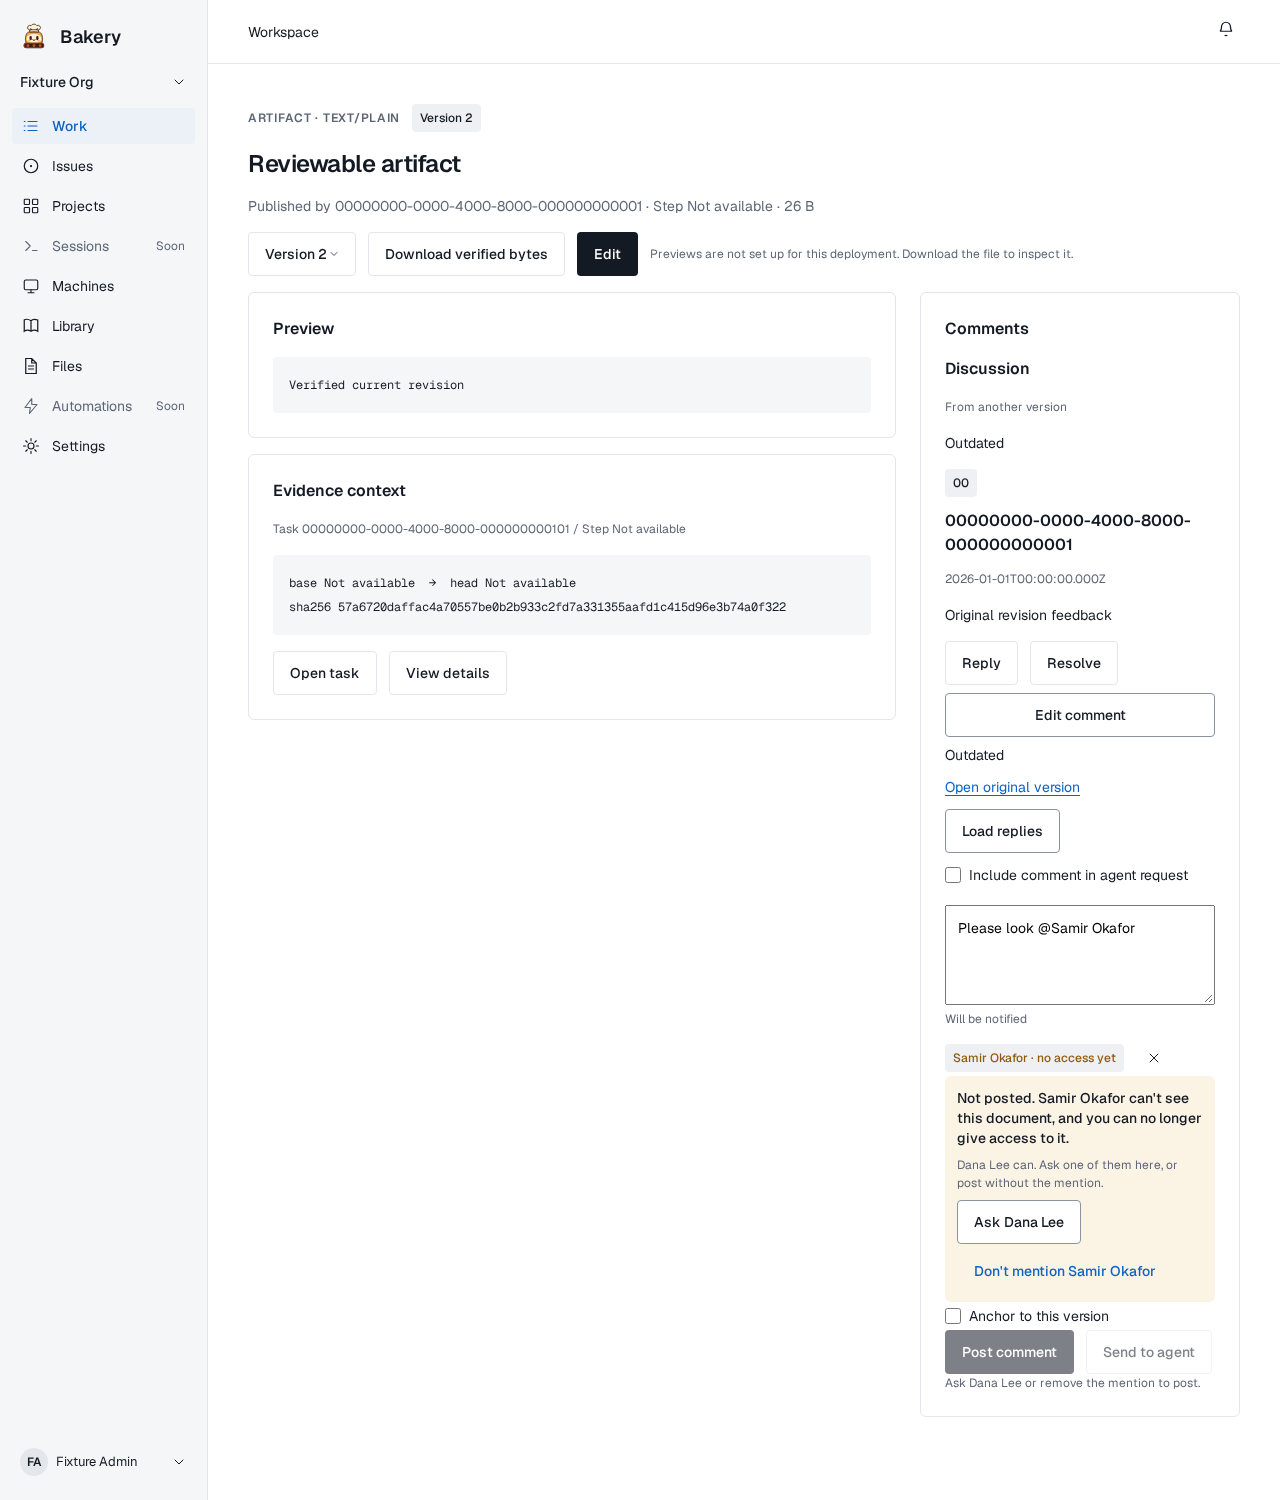 Bakery
Fixture Org
Work
Issues
Projects
Sessions Soon
Machines
Library
Files
Automations Soon
Settings
FA Fixture Admin
Workspace
ARTIFACT · TEXT/PLAIN Version 2
Reviewable artifact
Published by 00000000-0000-4000-8000-000000000001 · Step Not available · 26 B
Version 2 Download verified bytes Edit Previews are not set up for this deployment. Download the file to inspect it.
Preview
Verified current revision
Evidence context
Task 00000000-0000-4000-8000-000000000101 / Step Not available
base Not available → head Not available
sha256 57a6720daffac4a70557be0b2b933c2fd7a331355aafd1c415d96e3b74a0f322
Open task View details
Comments
Discussion
From another version
Outdated
00
00000000-0000-4000-8000-
000000000001
2026-01-01T00:00:00.000Z
Original revision feedback
Reply Resolve
Edit comment
Outdated
Open original version
Load replies
Include comment in agent request
Please look @Samir Okafor
Will be notified
Samir Okafor · no access yet
Not posted. Samir Okafor can't see
this document, and you can no longer
give access to it.
Dana Lee can. Ask one of them here, or
post without the mention.
Ask Dana Lee
Don't mention Samir Okafor
Anchor to this version
Post comment Send to agent
Ask Dana Lee or remove the mention to post.